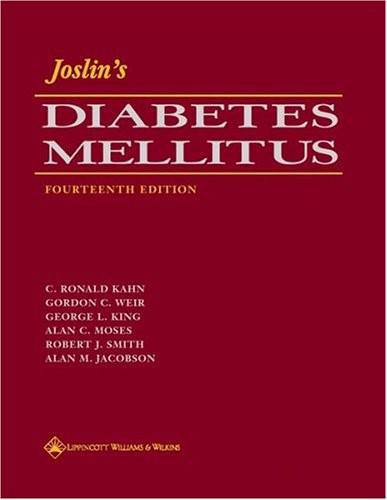 Joslin's
DIABETES
MELLITUS
FOURTEENTH EDITION
C. RONALD KAHN
GORDON C. WEIR
GEORGE L. KING
ALAN C. MOSES
ROBERT J. SMITH
ALAN M. JACOBSON
LIPPINCOTT WILLIAMS & WILKINS